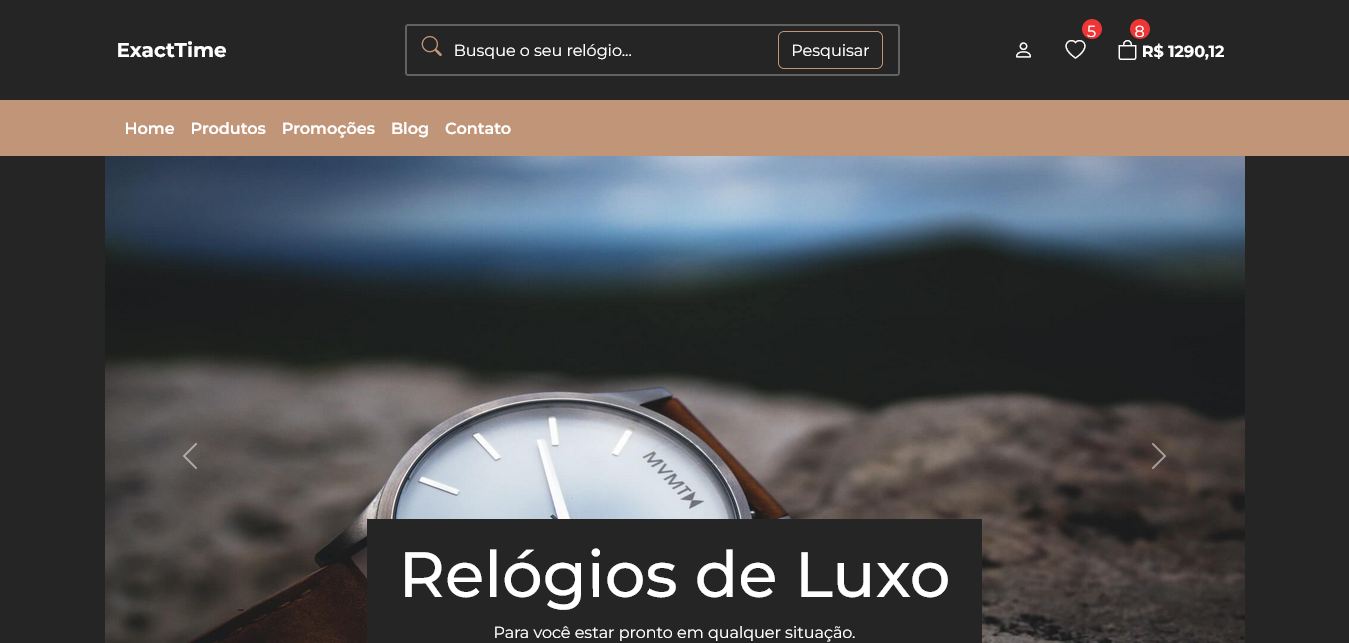 ExactTime
Busque o seu relógio...
Pesquisar
5
8
R$ 1290,12
Home Produtos Promoções Blog Contato
MVMT
Relógios de Luxo
Para você estar pronto em qualquer situação.